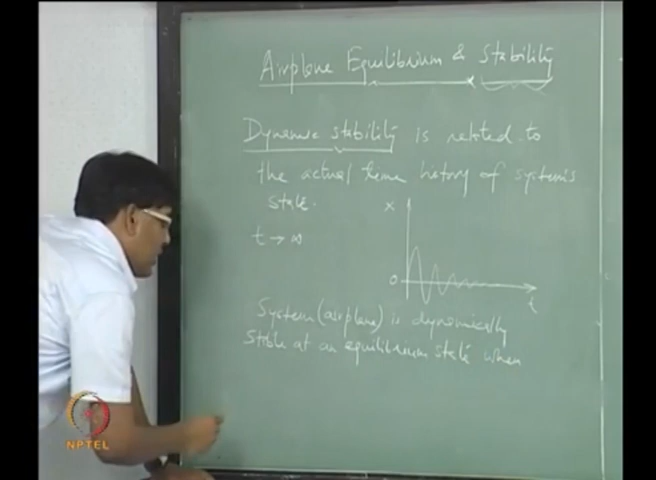 Airplane Equilibrium & Stability
Dynamic stability is related to
the actual time history of system's
state.
x
t → ∞
0
t
System (airplane) is dynamically
stable at an equilibrium state when
NPTEL